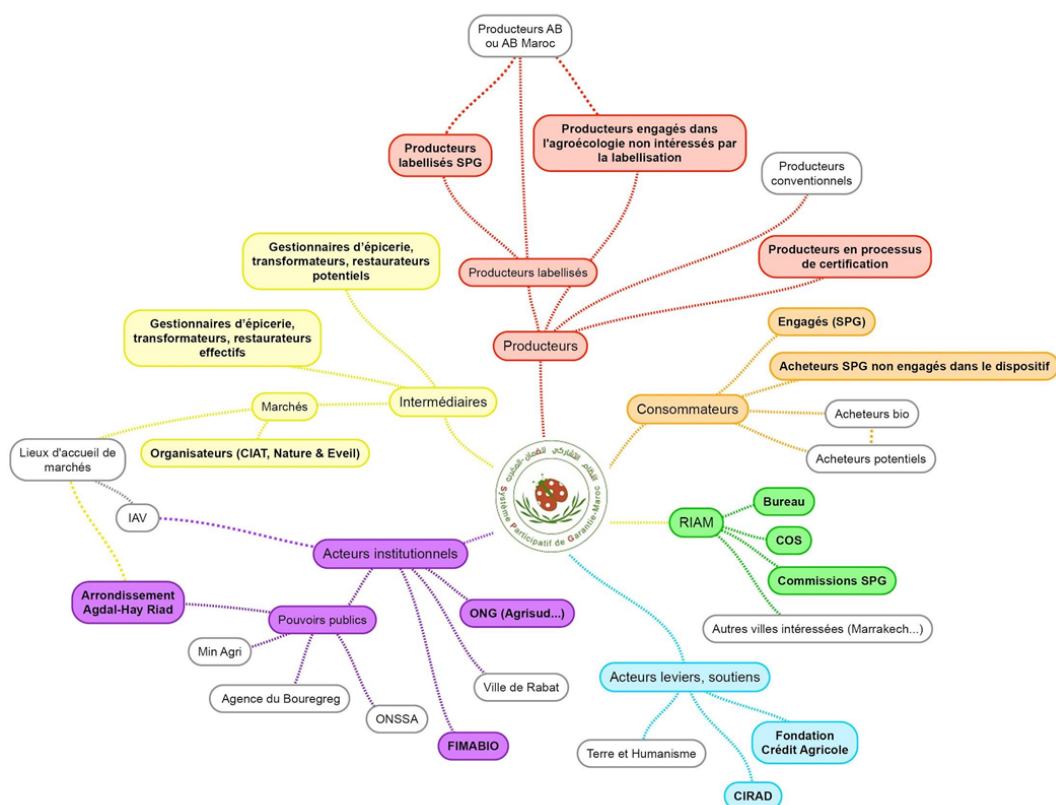 Producteurs AB
ou AB Maroc
Producteurs
labellisés SPG
Producteurs engagés dans
l'agroécologie non intéressés par
la labellisation
Producteurs
conventionnels
Gestionnaires d'épicerie,
transformateurs, restaurateurs
potentiels
Producteurs labellisés
Producteurs en processus
de certification
Gestionnaires d'épicerie,
transformateurs, restaurateurs
effectifs
Producteurs
Engagés (SPG)
Acheteurs SPG non engagés dans le dispositif
Intermédiaires
Marchés
Consommateurs
Acheteurs bio
Lieux d'accueil de
marchés
Organisateurs (CIAT, Nature & Eveil)
Acheteurs potentiels
النظام التشاركي للضمان-المغرب
Système Participatif de Garantie-Maroc
IAV
RIAM
Bureau
COS
Commissions SPG
Acteurs institutionnels
Arrondissement
Agdal-Hay Riad
Pouvoirs publics
ONG (Agrisud...)
Autres villes intéressées (Marrakech...)
Min Agri
Agence du Bouregreg
ONSSA
Ville de Rabat
FIMABIO
Acteurs leviers, soutiens
Terre et Humanisme
Fondation
Crédit Agricole
CIRAD